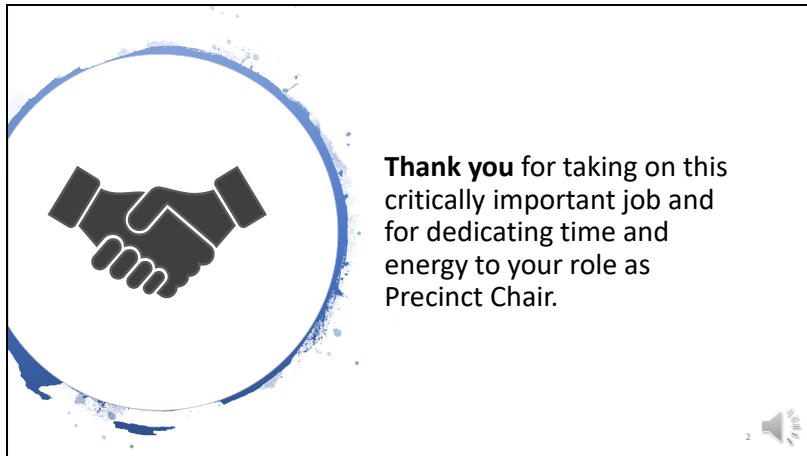 Thank you for taking on this
critically important job and
for dedicating time and
energy to your role as
Precinct Chair.
2